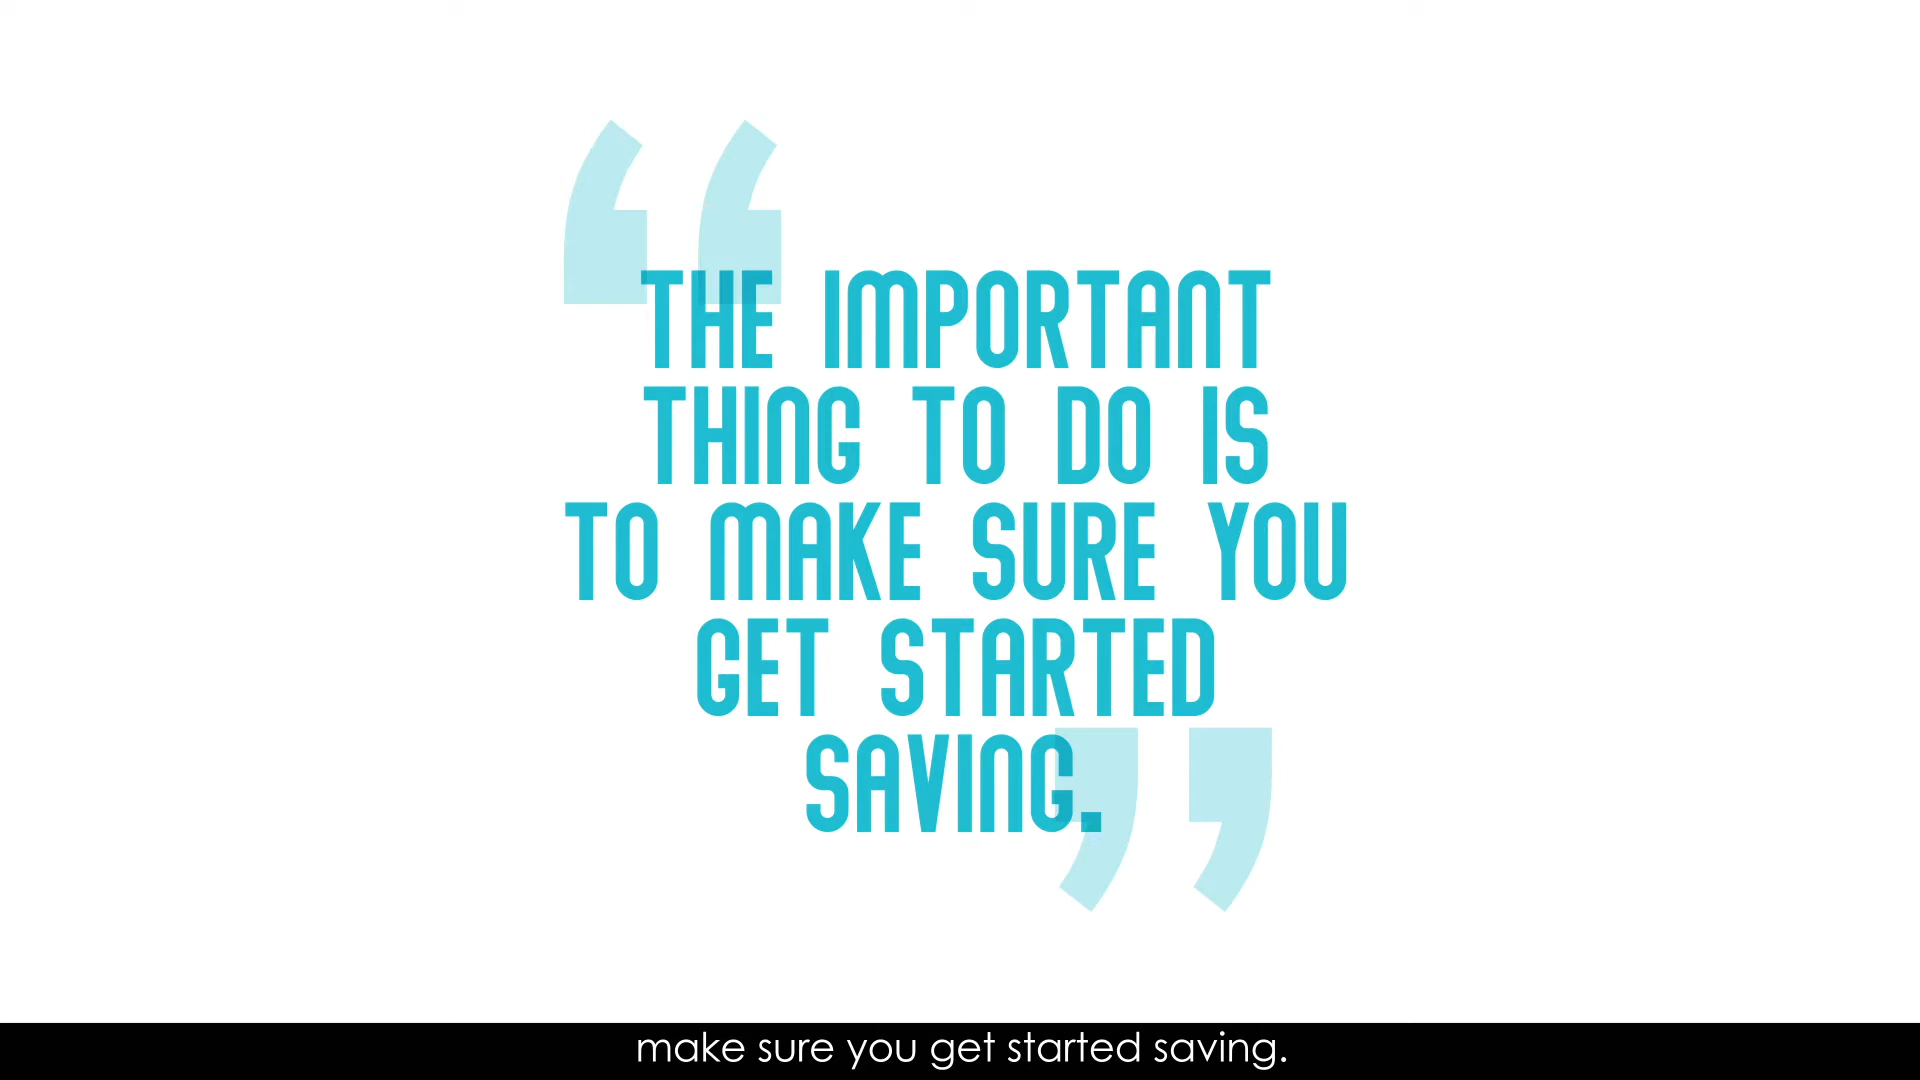 “THE IMPORTANT
THING TO DO IS
TO MAKE SURE YOU
GET STARTED
SAVING.”
make sure you get started saving.